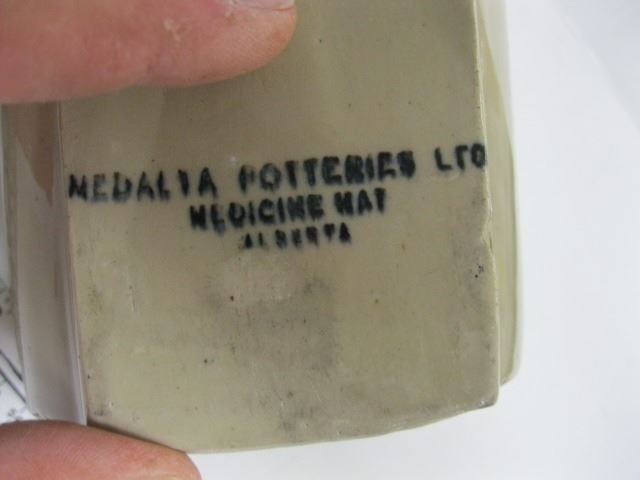 MEDALTA POTTERIES LTD
MEDICINE HAT
ALBERTA